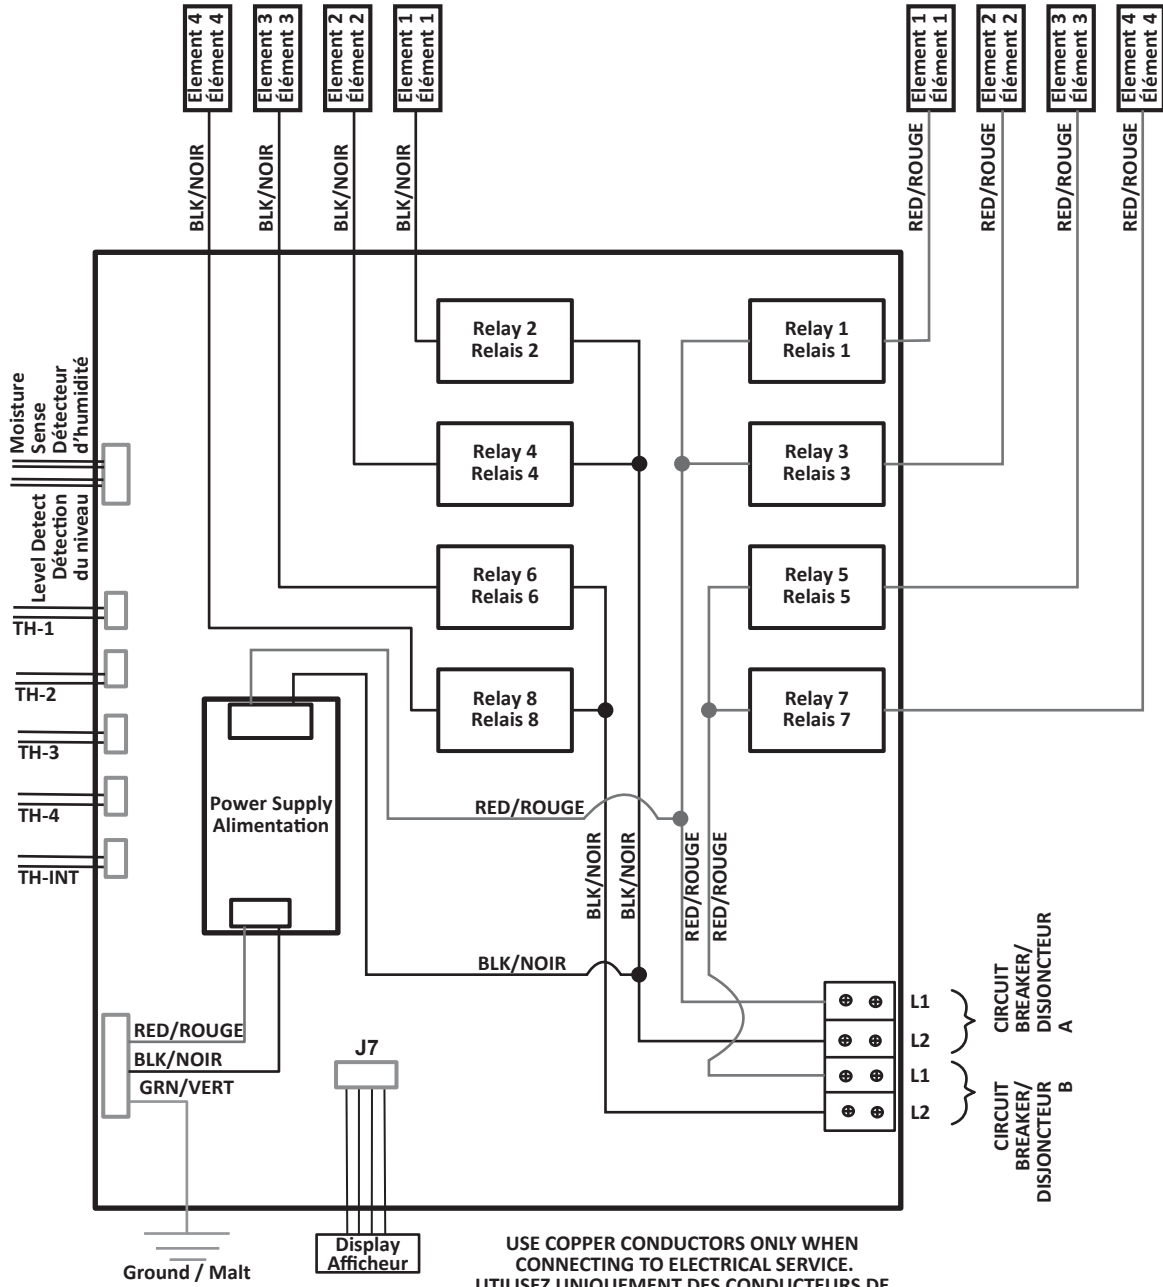 Element 4
Élément 4
Element 3
Élément 3
Element 2
Élément 2
Element 1
Élément 1
Element 1
Élément 1
Element 2
Élément 2
Element 3
Élément 3
Element 4
Élément 4
BLK/NOIR
BLK/NOIR
BLK/NOIR
BLK/NOIR
RED/ROUGE
RED/ROUGE
RED/ROUGE
RED/ROUGE
Relay 2
Relais 2
Relay 1
Relais 1
Moisture
Sense
Détecteur
d'humidité
Relay 4
Relais 4
Relay 3
Relais 3
Level Detect
Détection
du niveau
Relay 6
Relais 6
Relay 5
Relais 5
TH-1
TH-2
Relay 8
Relais 8
Relay 7
Relais 7
TH-3
TH-4
TH-INT
Power Supply
Alimentation
RED/ROUGE
BLK/NOIR
BLK/NOIR
RED/ROUGE
RED/ROUGE
BLK/NOIR
L1
L2
CIRCUIT
BREAKER/
DISJONCTEUR
A
L1
L2
CIRCUIT
BREAKER/
DISJONCTEUR
B
RED/ROUGE
BLK/NOIR
GRN/VERT
J7
Display
Afficheur
Ground / Malt
USE COPPER CONDUCTORS ONLY WHEN
CONNECTING TO ELECTRICAL SERVICE.
UTILISEZ UNIQUEMENT DES CONDUCTEURS DE